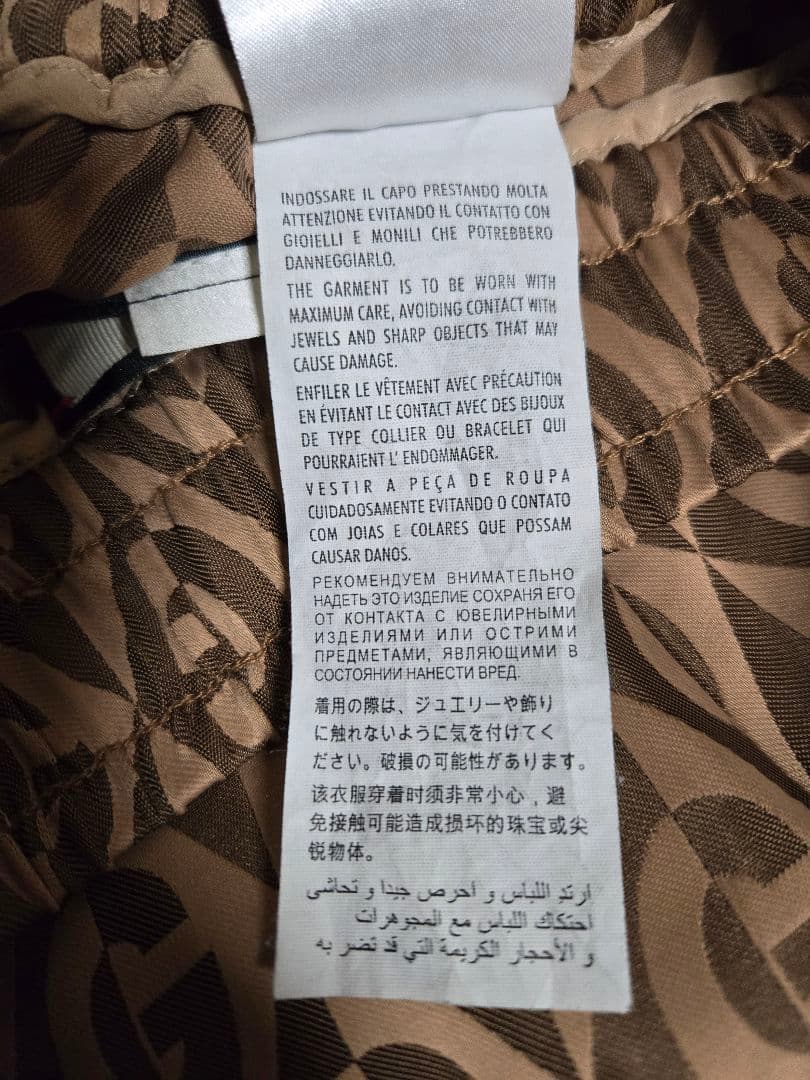 INDOSSARE IL CAPO PRESTANDO MOLTA
ATTENZIONE EVITANDO IL CONTATTO CON
GIOIELLI E MONILI CHE POTREBBERO
DANNEGGIARLO.
THE GARMENT IS TO BE WORN WITH
MAXIMUM CARE, AVOIDING CONTACT WITH
JEWELS AND SHARP OBJECTS THAT MAY
CAUSE DAMAGE.
ENFILER LE VÊTEMENT AVEC PRÉCAUTION
EN ÉVITANT LE CONTACT AVEC DES BIJOUX
DE TYPE COLLIER OU BRACELET QUI
POURRAIENT L' ENDOMMAGER.
VESTIR A PEÇA DE ROUPA
CUIDADOSAMENTE EVITANDO O CONTATO
COM JOIAS E COLARES QUE POSSAM
CAUSAR DANOS.
РЕКОМЕНДУЕМ ВНИМАТЕЛЬНО
НАДЕТЬ ЭТО ИЗДЕЛИЕ СОХРАНЯ ЕГО
ОТ КОНТАКТА С ЮВЕЛИРНЫМИ
ИЗДЕЛИЯМИ ИЛИ ОСТРИМИ
ПРЕДМЕТАМИ, ЯВЛЯЮЩИМИ В
СОСТОЯНИИ НАНЕСТИ ВРЕД.
着用の際は、ジュエリーや飾り
に触れないように気を付けてく
ださい。破損の可能性があります。
该衣服穿着时须非常小心，避
免接触可能造成损坏的珠宝或尖
锐物体。
ارتد اللباس و احرص جيدا و تحاشى
احتكاك اللباس مع المجوهرات
و الأحجار الكريمة التي قد تضر به
G